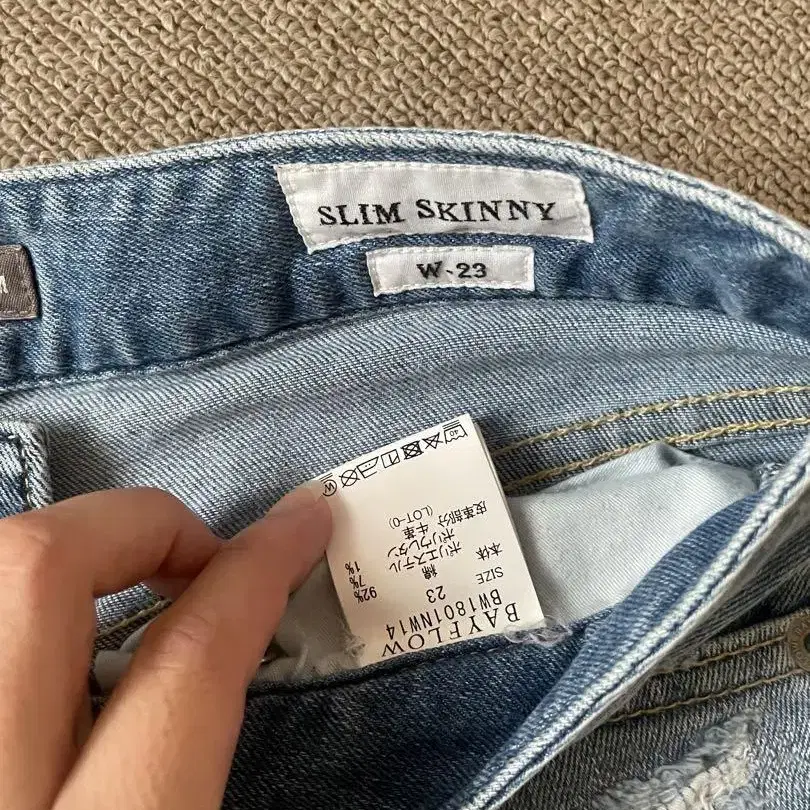 SLIM SKINNY
W-23
M
BAYFLOW
BW1801NW14
SIZE 23
本体 綿 92%
ポリエステル 7%
ポリウレタン 1%
皮革部分 牛革
(LOT-0)
40
W